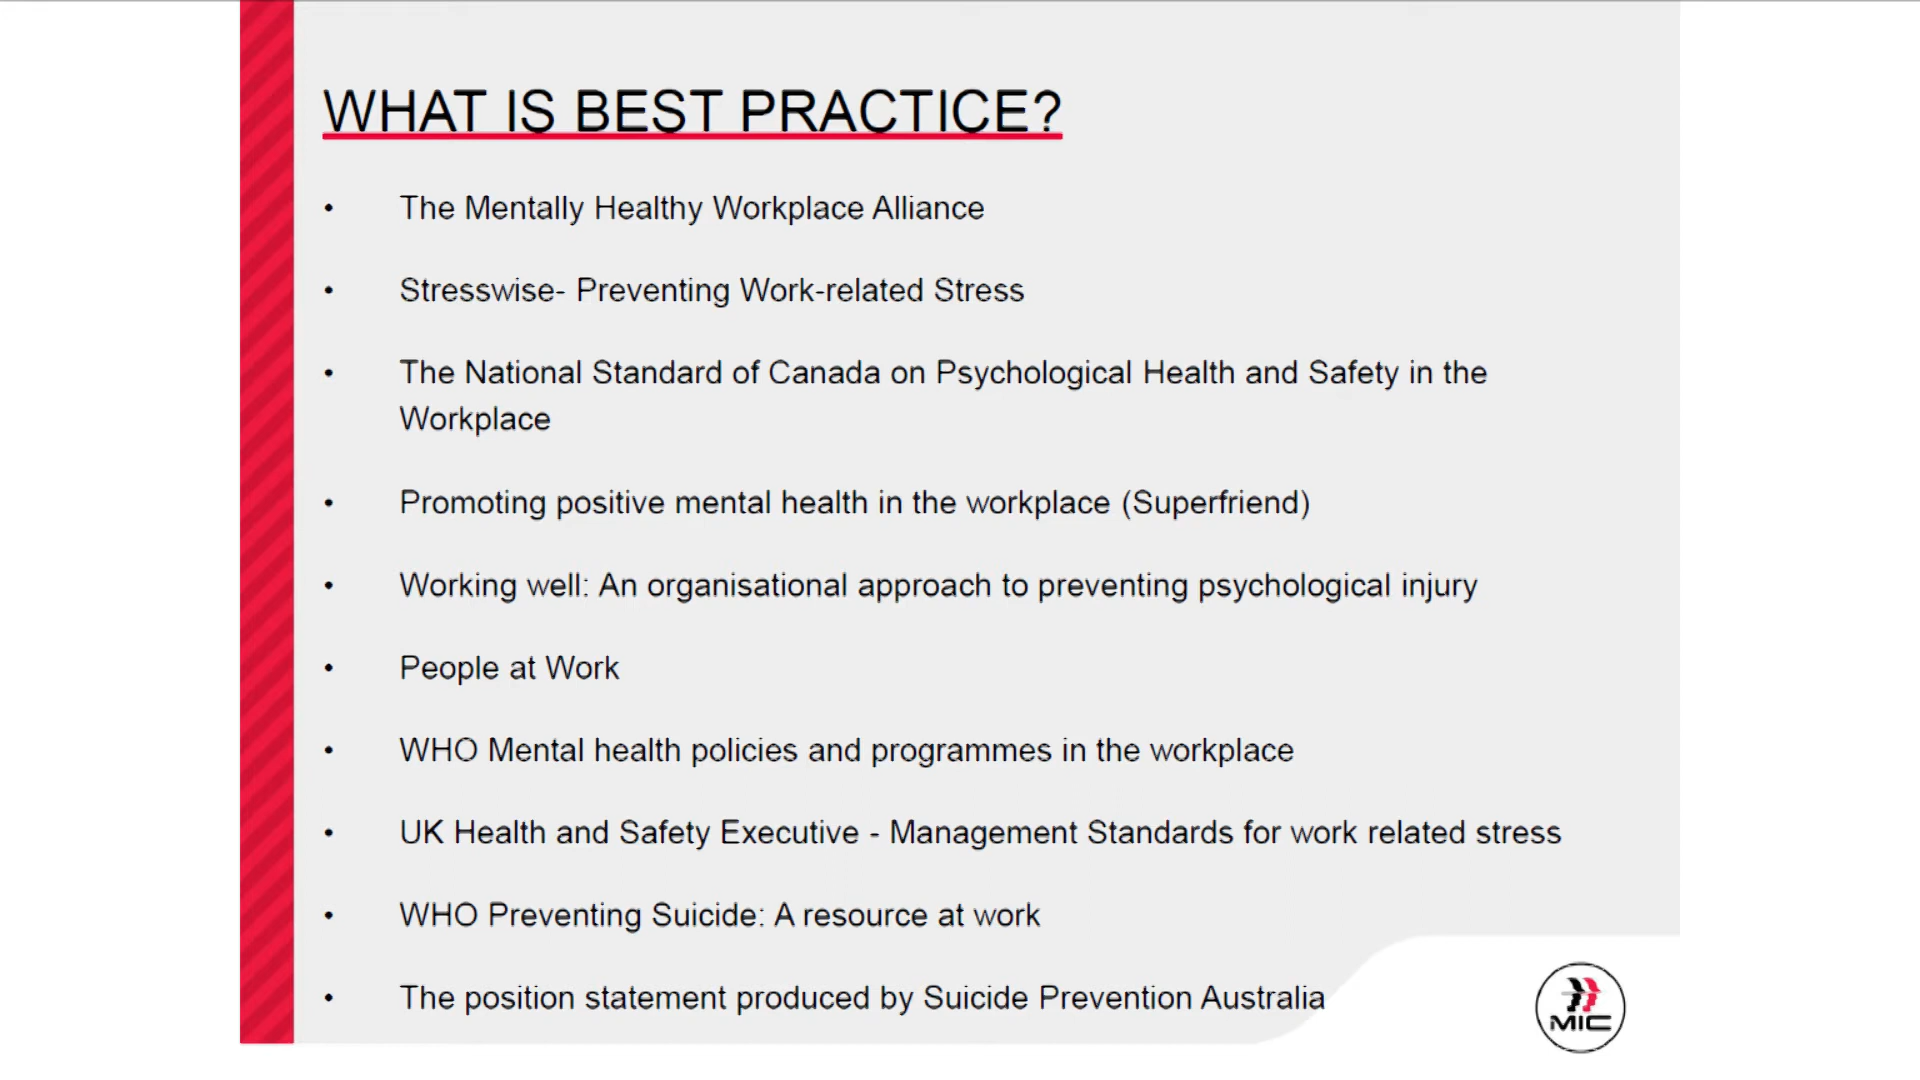 WHAT IS BEST PRACTICE?
• The Mentally Healthy Workplace Alliance
• Stresswise- Preventing Work-related Stress
• The National Standard of Canada on Psychological Health and Safety in the
Workplace
• Promoting positive mental health in the workplace (Superfriend)
• Working well: An organisational approach to preventing psychological injury
• People at Work
• WHO Mental health policies and programmes in the workplace
• UK Health and Safety Executive - Management Standards for work related stress
• WHO Preventing Suicide: A resource at work
• The position statement produced by Suicide Prevention Australia
MIC